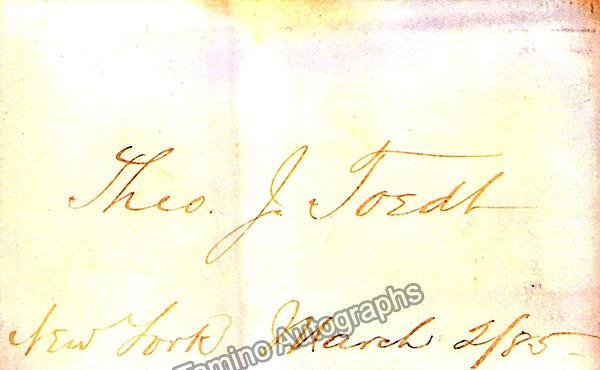 Theo. J. Toedt
New York March 2/85
Tamino Autographs